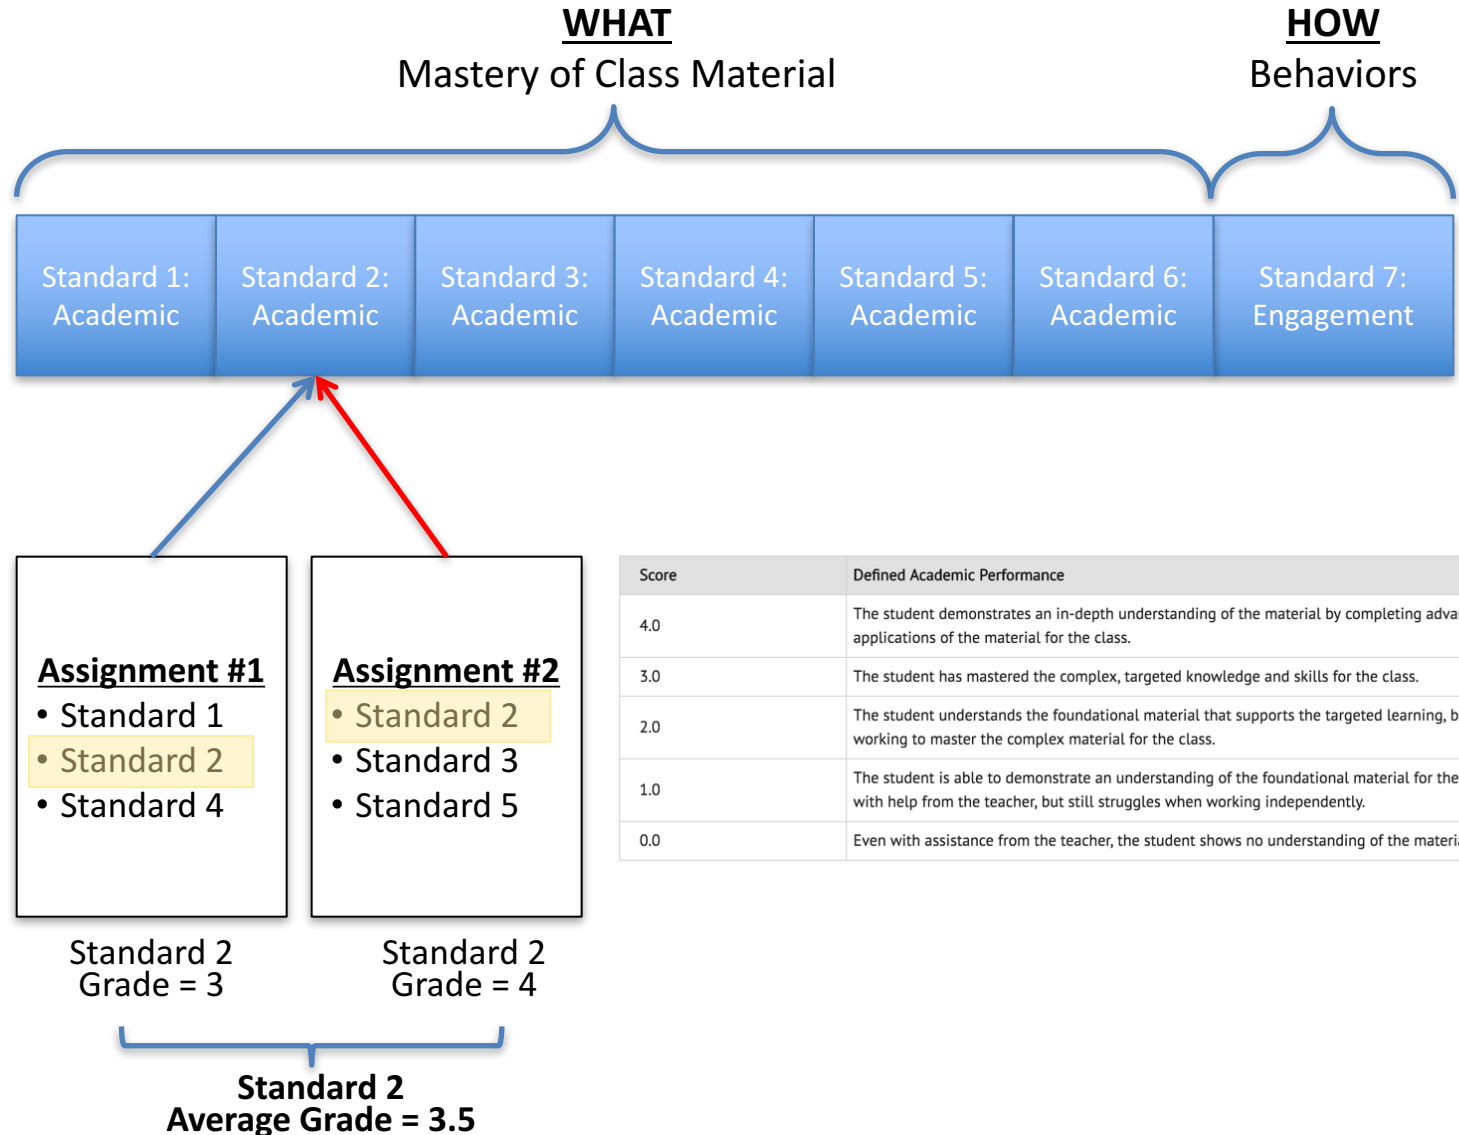 WHAT
Mastery of Class Material
HOW
Behaviors
Standard 1:
Academic
Standard 2:
Academic
Standard 3:
Academic
Standard 4:
Academic
Standard 5:
Academic
Standard 6:
Academic
Standard 7:
Engagement
Assignment #1
• Standard 1
• Standard 2
• Standard 4
Assignment #2
• Standard 2
• Standard 3
• Standard 5
Standard 2
Grade = 3
Standard 2
Grade = 4
Standard 2
Average Grade = 3.5
Score Defined Academic Performance
4.0 The student demonstrates an in-depth understanding of the material by completing
applications of the material for the class.
3.0 The student has mastered the complex, targeted knowledge and skills for the class.
2.0 The student understands the foundational material that supports the targeted learning,
working to master the complex material for the class.
1.0 The student is able to demonstrate an understanding of the foundational material for the
with help from the teacher, but still struggles when working independently.
0.0 Even with assistance from the teacher, the student shows no understanding of the